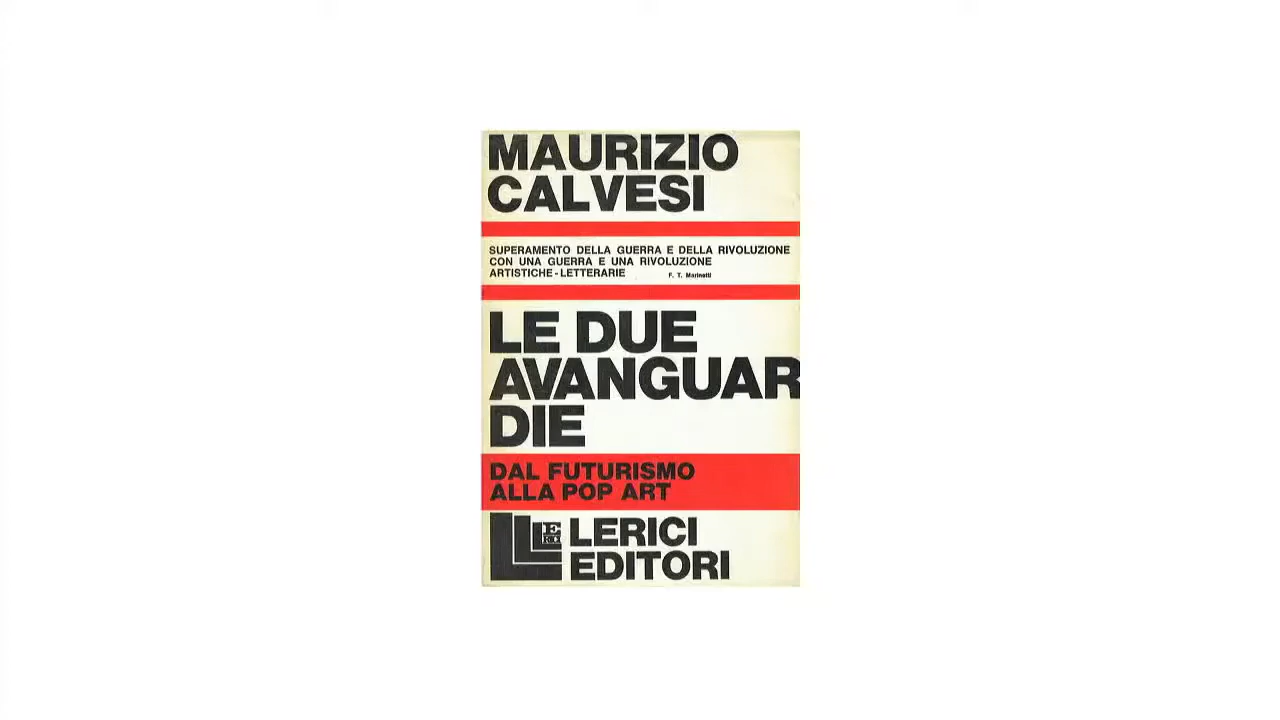 MAURIZIO
CALVESI
SUPERAMENTO DELLA GUERRA E DELLA RIVOLUZIONE
CON UNA GUERRA E UNA RIVOLUZIONE
ARTISTICHE-LETTERARIE F. T. Marinetti
LE DUE
AVANGUAR
DIE
DAL FUTURISMO
ALLA POP ART
LERICI
EDITORI